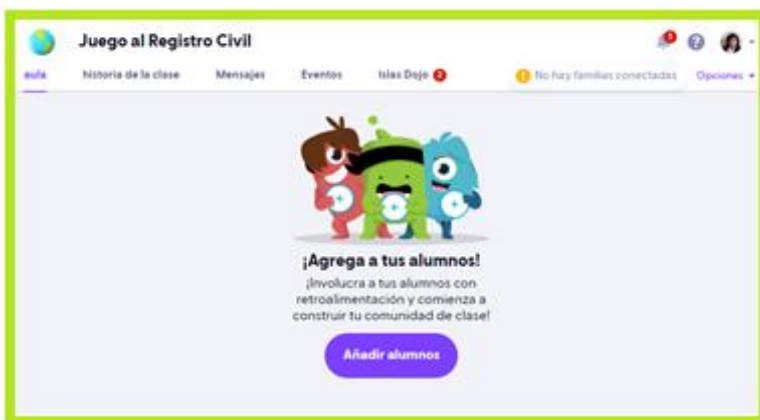 Juego al Registro Civil
aula historia de la clase Mensajes Eventos Islas Dojo 2 No hay familias conectadas Opciones
¡Agrega a tus alumnos!
¡Involucra a tus alumnos con
retroalimentación y comienza a
construir tu comunidad de clase!
Añadir alumnos